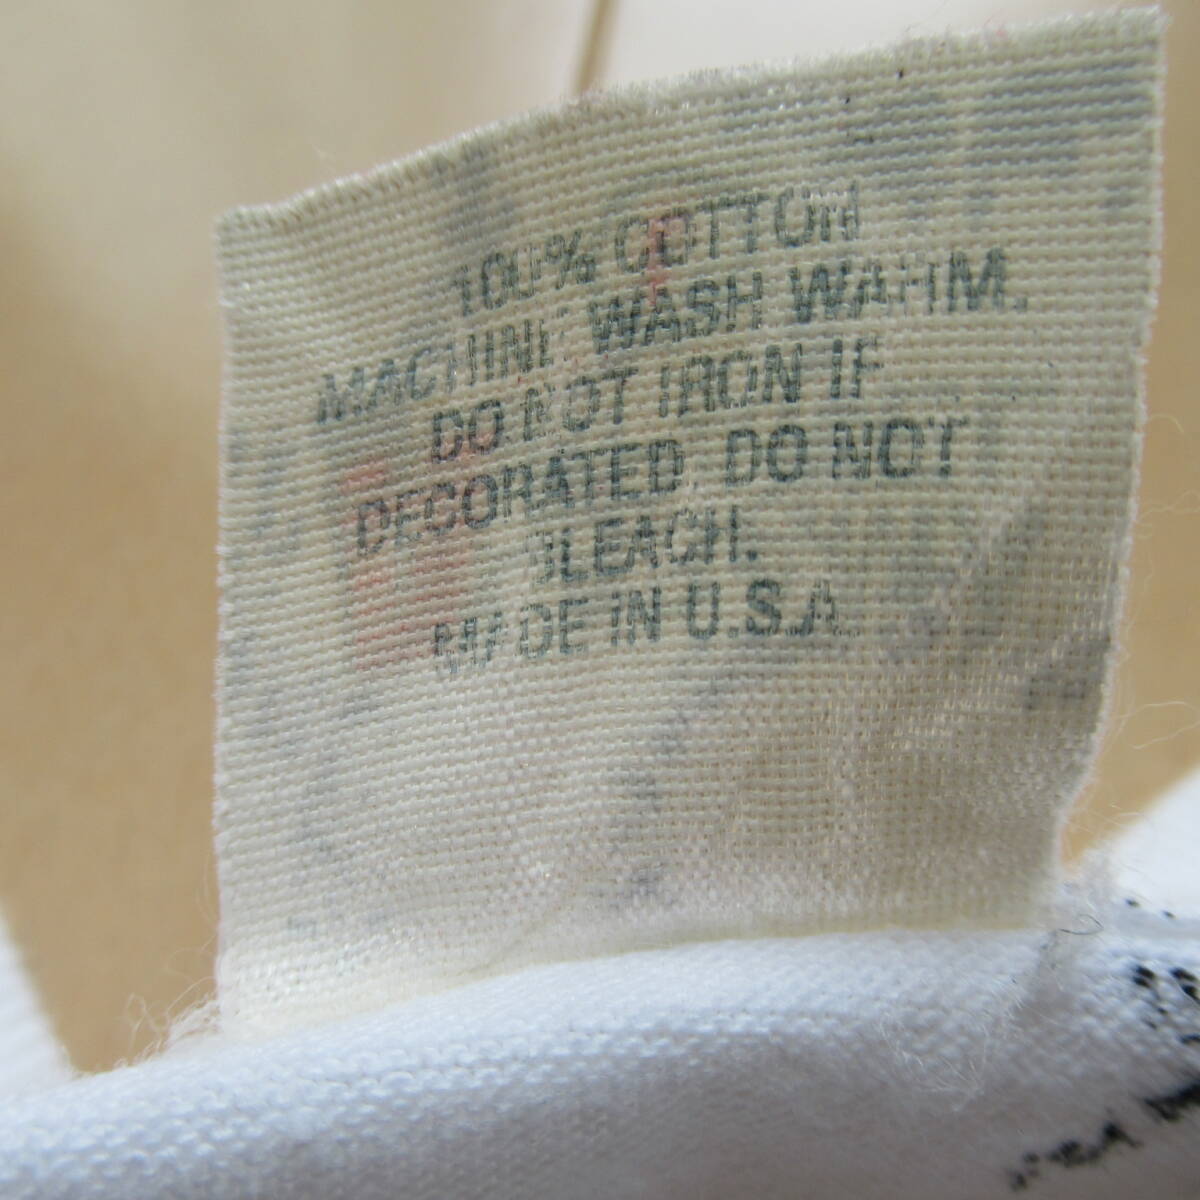 100% COTTON
MACHINE WASH WARM.
DO NOT IRON IF
DECORATED DO NOT
BLEACH.
MADE IN U.S.A.